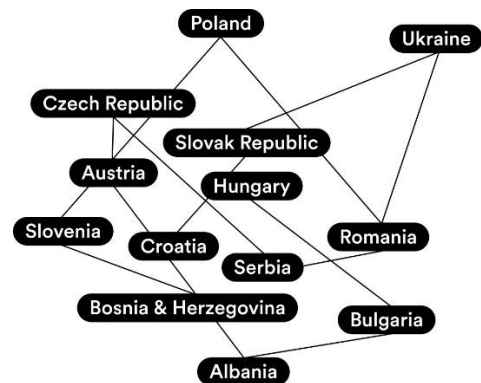 Poland
Ukraine
Czech Republic
Slovak Republic
Austria
Hungary
Slovenia
Croatia
Romania
Serbia
Bosnia & Herzegovina
Bulgaria
Albania